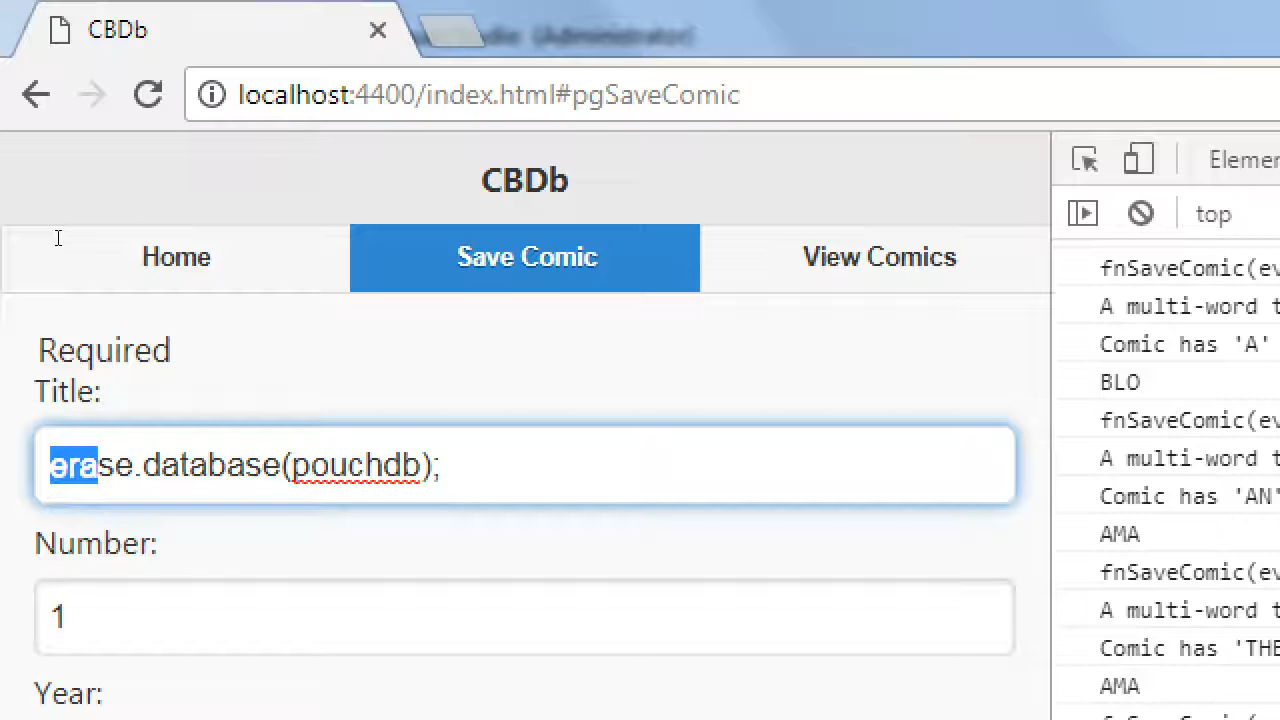 CBDb
(Administrator)
localhost:4400/index.html#pgSaveComic
CBDb
Home
Save Comic
View Comics
Required
Title:
erase.database(pouchdb);
Number:
1
Year:
Elemen
top
fnSaveComic(ev
A multi-word t
Comic has 'A'
BLO
fnSaveComic(ev
A multi-word t
Comic has 'AN'
AMA
fnSaveComic(ev
A multi-word t
Comic has 'THE
AMA